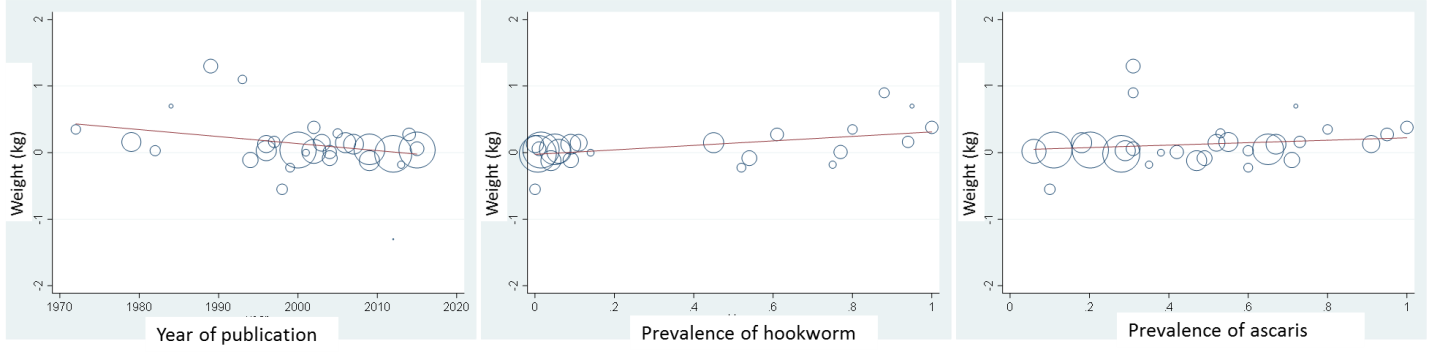 2
1
0
-1
-2
Weight (kg)
1970 1980 1990 2000 2010 2020
Year of publication
2
1
0
-1
-2
Weight (kg)
0 .2 .4 .6 .8 1
Prevalence of hookworm
2
1
0
-1
-2
Weight (kg)
0 .2 .4 .6 .8 1
Prevalence of ascaris